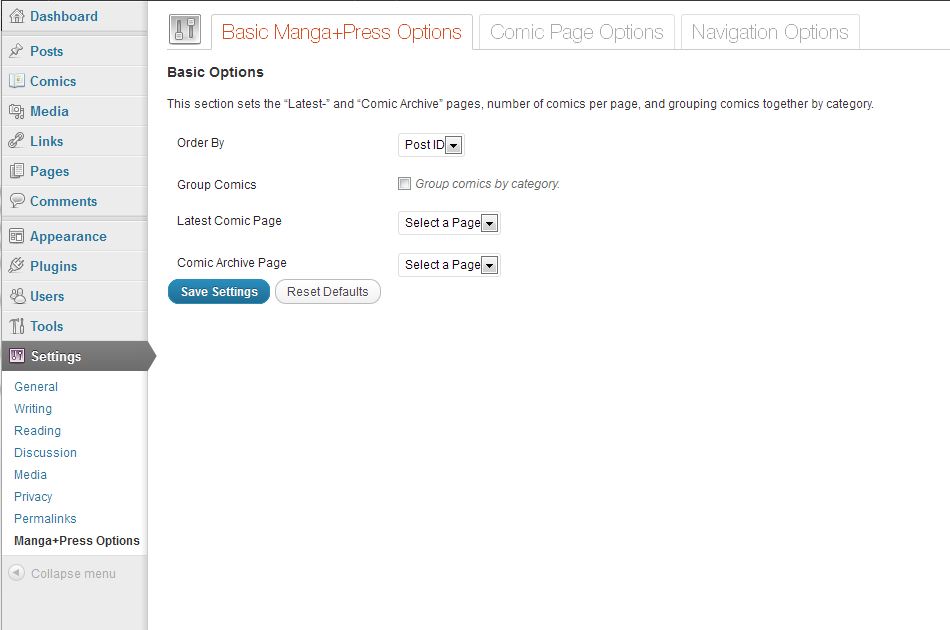 Dashboard
Posts
Comics
Media
Links
Pages
Comments
Appearance
Plugins
Users
Tools
Settings
General
Writing
Reading
Discussion
Media
Privacy
Permalinks
Manga+Press Options
Collapse menu
Basic Manga+Press Options Comic Page Options Navigation Options
Basic Options
This section sets the “Latest-” and “Comic Archive” pages, number of comics per page, and grouping comics together by category.
Order By Post ID
Group Comics Group comics by category.
Latest Comic Page Select a Page
Comic Archive Page Select a Page
Save Settings Reset Defaults